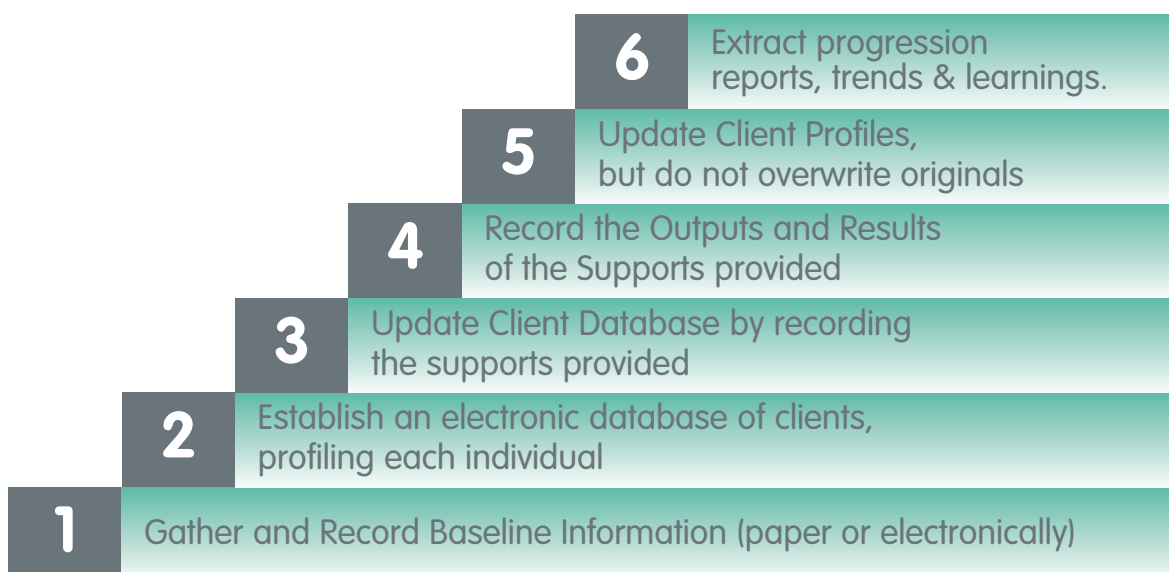 6
Extract progression
reports, trends & learnings.
5
Update Client Profiles,
but do not overwrite originals
4
Record the Outputs and Results
of the Supports provided
3
Update Client Database by recording
the supports provided
2
Establish an electronic database of clients,
profiling each individual
1
Gather and Record Baseline Information (paper or electronically)